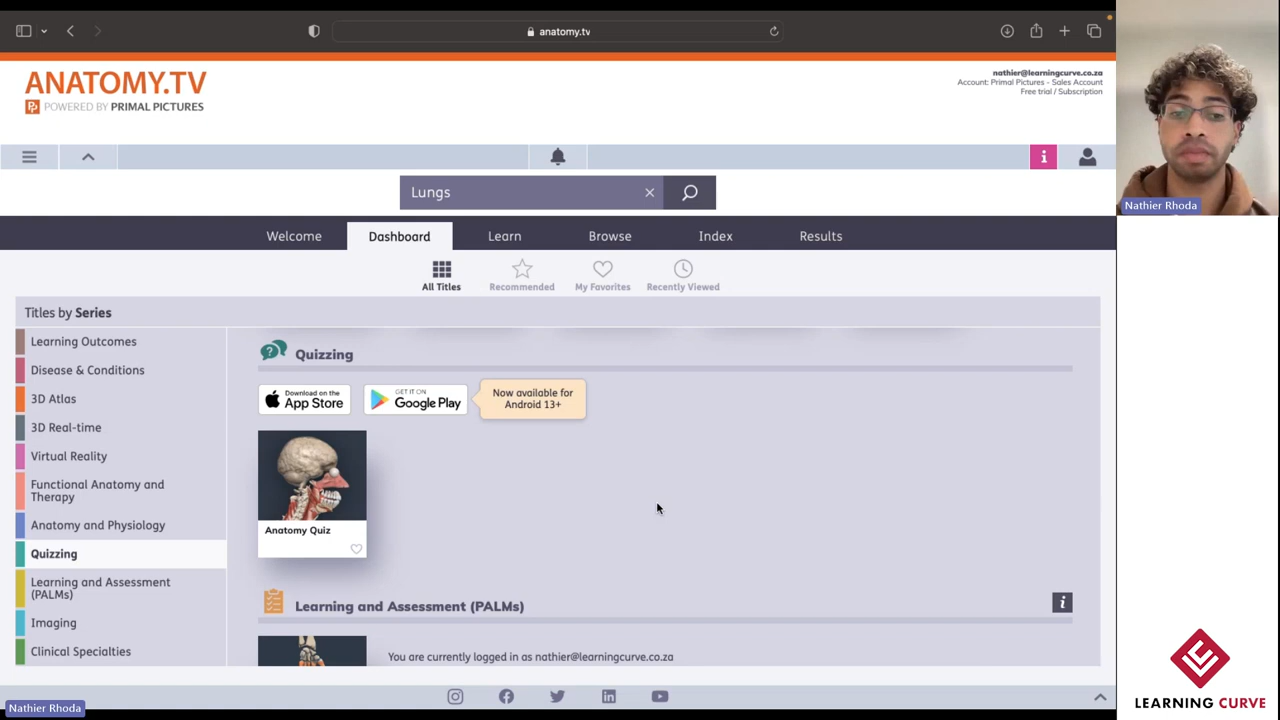 anatomy.tv
ANATOMY.TV
POWERED BY PRIMAL PICTURES
nathier@learningcurve.co.za
Account: Primal Pictures - Sales Account
Free trial / Subscription
Lungs
Welcome
Dashboard
Learn
Browse
Index
Results
All Titles
Recommended
My Favorites
Recently Viewed
Titles by Series
Learning Outcomes
Disease & Conditions
3D Atlas
3D Real-time
Virtual Reality
Functional Anatomy and
Therapy
Anatomy and Physiology
Quizzing
Learning and Assessment
(PALMs)
Imaging
Clinical Specialties
Quizzing
Download on the
App Store
GET IT ON
Google Play
Now available for
Android 13+
Anatomy Quiz
Learning and Assessment (PALMs)
You are currently logged in as nathier@learningcurve.co.za
Nathier Rhoda
Nathier Rhoda
LEARNING CURVE